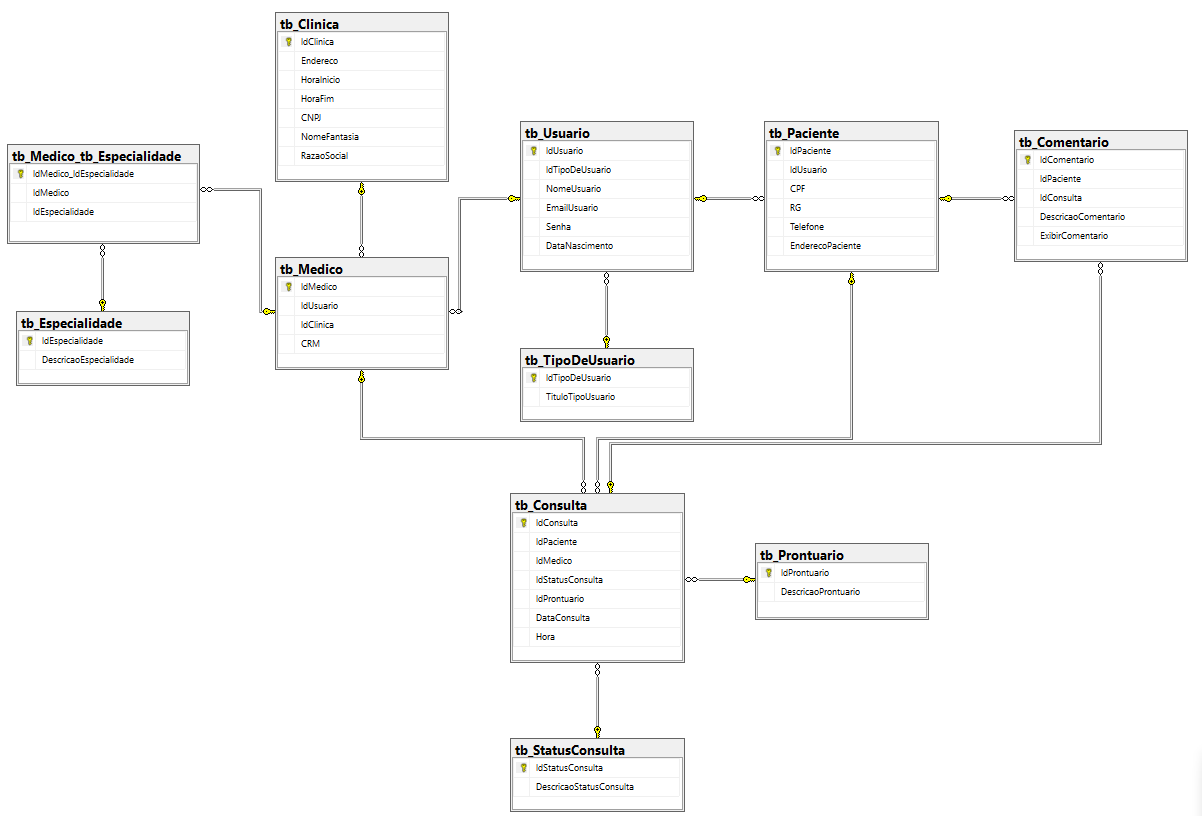 tb_Clinica
IdClinica
Endereco
HoraInicio
HoraFim
CNPJ
NomeFantasia
RazaoSocial
tb_Medico_tb_Especialidade
IdMedico_IdEspecialidade
IdMedico
IdEspecialidade
tb_Especialidade
IdEspecialidade
DescricaoEspecialidade
tb_Medico
IdMedico
IdUsuario
IdClinica
CRM
tb_Usuario
IdUsuario
IdTipoDeUsuario
NomeUsuario
EmailUsuario
Senha
DataNascimento
tb_TipoDeUsuario
IdTipoDeUsuario
TituloTipoUsuario
tb_Paciente
IdPaciente
IdUsuario
CPF
RG
Telefone
EnderecoPaciente
tb_Comentario
IdComentario
IdPaciente
IdConsulta
DescricaoComentario
ExibirComentario
tb_Consulta
IdConsulta
IdPaciente
IdMedico
IdStatusConsulta
IdProntuario
DataConsulta
Hora
tb_Prontuario
IdProntuario
DescricaoProntuario
tb_StatusConsulta
IdStatusConsulta
DescricaoStatusConsulta